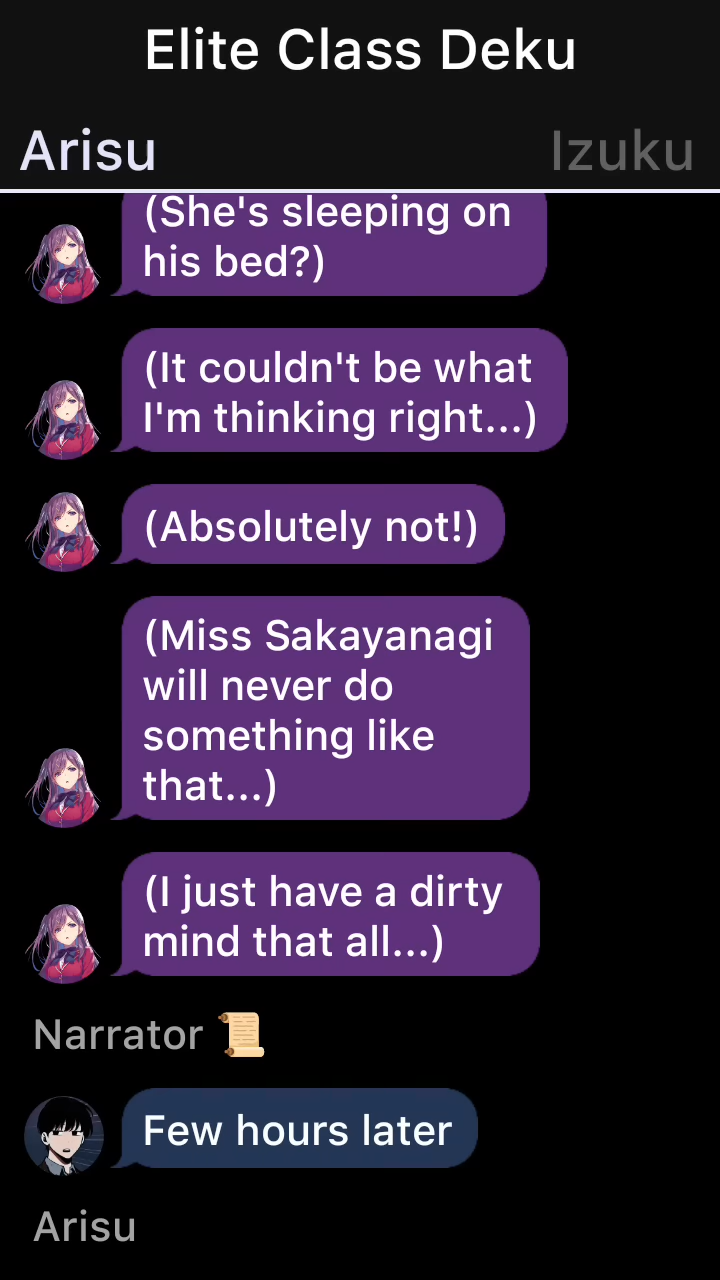 Elite Class Deku
Arisu
Izuku
(She's sleeping on
his bed?)
(It couldn't be what
I'm thinking right...)
(Absolutely not!)
(Miss Sakayanagi
will never do
something like
that...)
(I just have a dirty
mind that all...)
Narrator 📜
Few hours later
Arisu